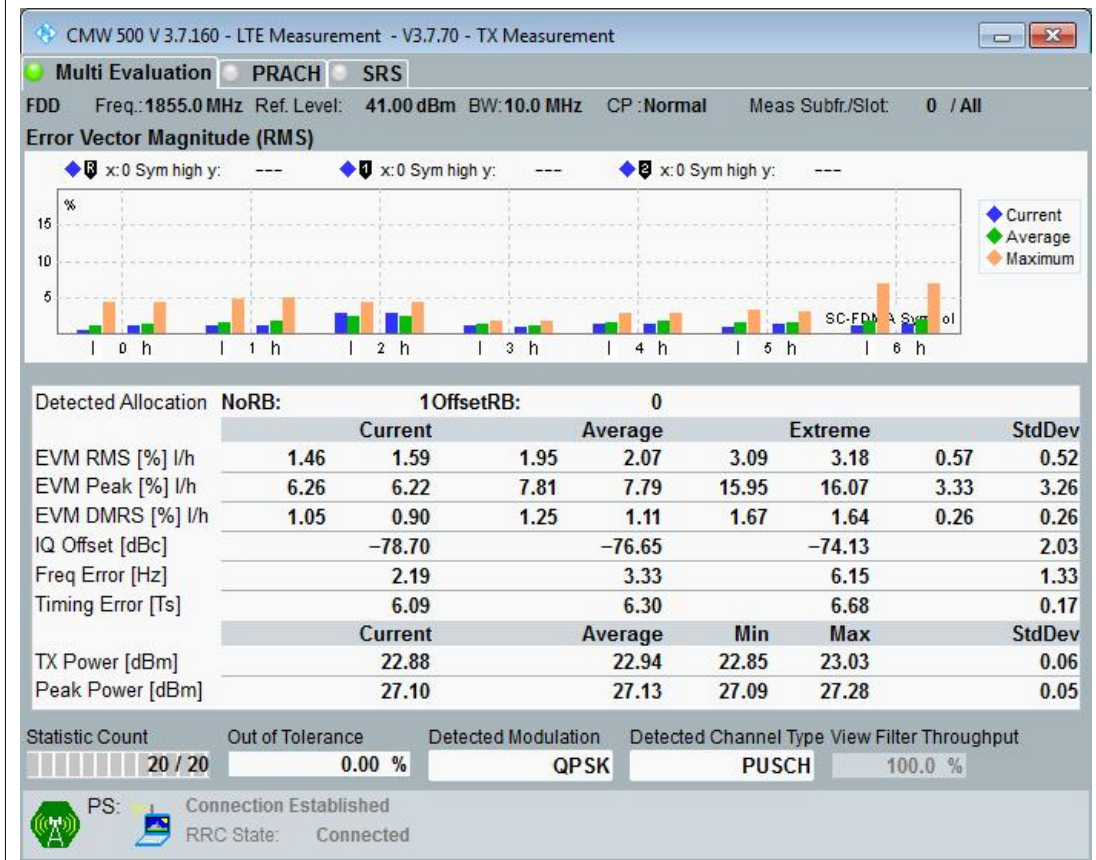 CMW 500 V 3.7.160 - LTE Measurement - V3.7.70 - TX Measurement
Multi Evaluation PRACH SRS
FDD Freq.: 1855.0 MHz Ref. Level: 41.00 dBm BW: 10.0 MHz CP : Normal Meas Subfr./Slot: 0 / All
Error Vector Magnitude (RMS)
R x: 0 Sym high y: --- 1 x: 0 Sym high y: --- 2 x: 0 Sym high y: ---
%
15
10
5
Current
Average
Maximum
SC-FDMA Symbol
l 0 h l 1 h l 2 h l 3 h l 4 h l 5 h l 6 h
Detected Allocation NoRB: 1 OffsetRB: 0
Current Average Extreme StdDev
EVM RMS [%] l/h 1.46 1.59 1.95 2.07 3.09 3.18 0.57 0.52
EVM Peak [%] l/h 6.26 6.22 7.81 7.79 15.95 16.07 3.33 3.26
EVM DMRS [%] l/h 1.05 0.90 1.25 1.11 1.67 1.64 0.26 0.26
IQ Offset [dBc] −78.70 −76.65 −74.13 2.03
Freq Error [Hz] 2.19 3.33 6.15 1.33
Timing Error [Ts] 6.09 6.30 6.68 0.17
Current Average Min Max StdDev
TX Power [dBm] 22.88 22.94 22.85 23.03 0.06
Peak Power [dBm] 27.10 27.13 27.09 27.28 0.05
Statistic Count Out of Tolerance Detected Modulation Detected Channel Type View Filter Throughput
20 / 20 0.00 % QPSK PUSCH 100.0 %
PS: Connection Established
RRC State: Connected